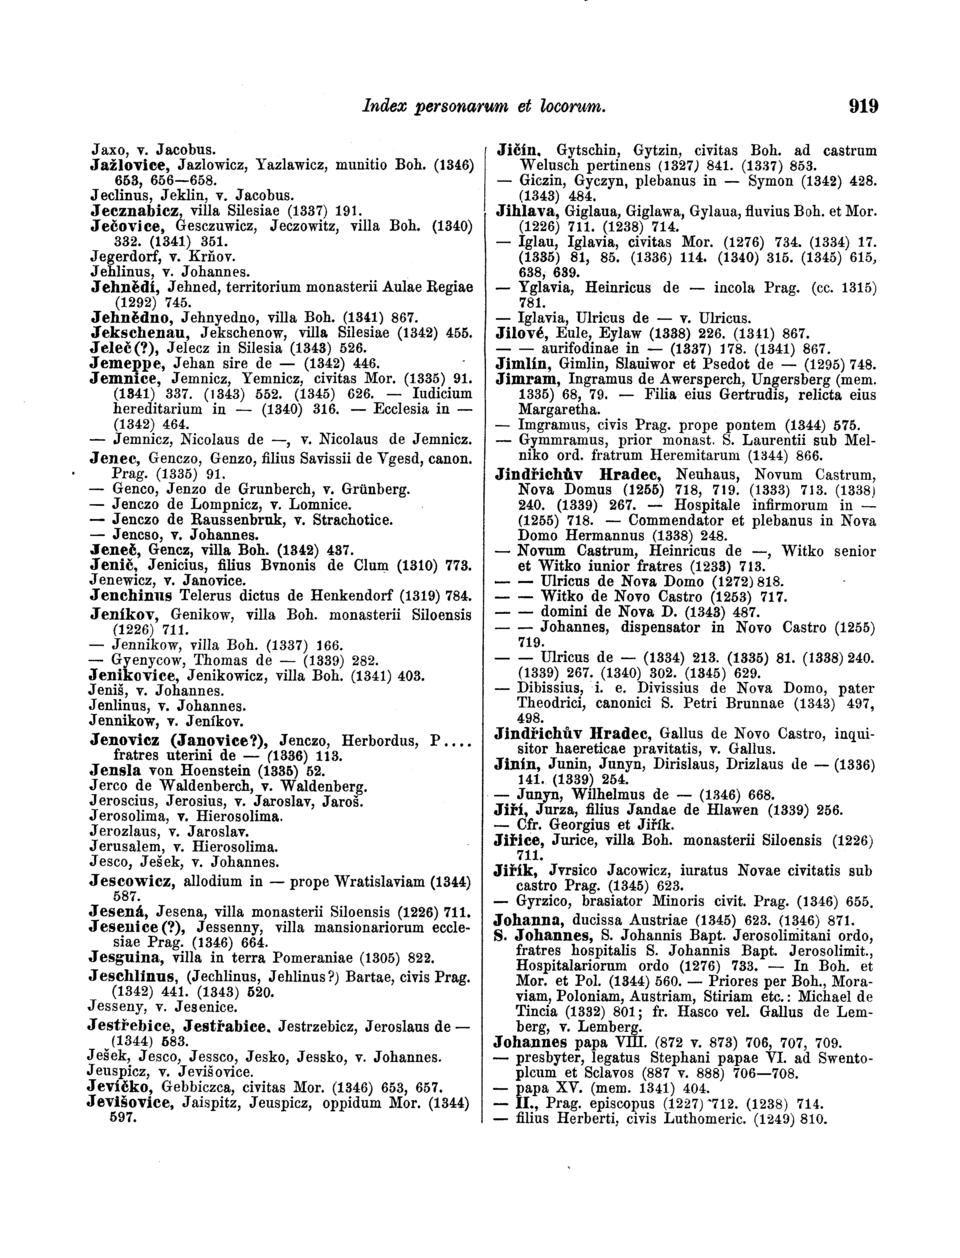 Index personarum et locorum. 919
Jaxo, v. Jacobus.
Jažlovice, Jazlowicz, Yazlawicz, munitio Boh. (1346)
653, 656—658.
Jeclinus, Jeklin, v. Jacobus.
Jecznabicz, villa Silesiae (1337) 191.
Ječovice, Gesczuwicz, Jeczowitz, villa Boh. (1340)
332. (1341) 351.
Jegerdorf, v. Krňov.
Jehlinus, v. Johannes.
Jehnědí, Jehned, territorium monasterii Aulae Regiae
(1292) 745.
Jehnědno, Jehnyedno, villa Boh. (1341) 867.
Jekschenau, Jekschenow, villa Silesiae (1342) 455.
Jeleč(?), Jelecz in Silesia (1343) 526.
Jemeppe, Jehan sire de — (1342) 446.
Jemnice, Jemnicz, Yemnicz, civitas Mor. (1335) 91.
(1341) 337. (1343) 552. (1345) 626. — Iudicium
hereditarium in — (1340) 316. — Ecclesia in —
(1342) 464.
— Jemnicz, Nicolaus de —, v. Nicolaus de Jemnicz.
Jenec, Genczo, Genzo, filius Savissii de Vgesd, canon.
Prag. (1335) 91.
— Genco, Jenzo de Grunberch, v. Grünberg.
— Jenczo de Lompnicz, v. Lomnice.
— Jenczo de Raussenbruk, v. Strachotice.
— Jencso, v. Johannes.
Jeneč, Gencz, villa Boh. (1342) 437.
Jenič, Jenicius, filius Bvnonis de Clum (1310) 773.
Jenewicz, v. Janovice.
Jenchinus Telerus dictus de Henkendorf (1319) 784.
Jeníkov, Genikow, villa Boh. monasterii Siloensis
(1226) 711.
— Jennikow, villa Boh. (1337) 166.
— Gyenycow, Thomas de — (1339) 282.
Jenikovice, Jenikowicz, villa Boh. (1341) 403.
Jeniš, v. Johannes.
Jenlinus, v. Johannes.
Jennikow, v. Jeníkov.
Jenovicz (Janovice?), Jenczo, Herbordus, P....
fratres uterini de — (1336) 113.
Jensla von Hoenstein (1335) 52.
Jerco de Waldenberch, v. Waldenberg.
Jeroscius, Jerosius, v. Jaroslav, Jaroš.
Jerosolima, v. Hierosolima.
Jerozlaus, v. Jaroslav.
Jerusalem, v. Hierosolima.
Jesco, Ješek, v. Johannes.
Jescowicz, allodium in — prope Wratislaviam (1344)
587.
Jesená, Jesena, villa monasterii Siloensis (1226) 711.
Jesenice(?), Jessenny, villa mansionariorum eccle-
siae Prag. (1346) 664.
Jesguina, villa in terra Pomeraniae (1305) 822.
Jeschlinus, (Jechlinus, Jehlinus?) Bartae, civis Prag.
(1342) 441. (1343) 520.
Jesseny, v. Jesenice.
Jestřebice, Jestřabice. Jestrzebicz, Jeroslaus de —
(1344) 583.
Ješek, Jesco, Jessco, Jesko, Jessko, v. Johannes.
Jeuspicz, v. Jevišovice.
Jevíčko, Gebbiczca, civitas Mor. (1346) 653, 657.
Jevišovice, Jaispitz, Jeuspicz, oppidum Mor. (1344)
597.
Jičín. Gytschin, Gytzin, civitas Boh. ad castrum
Welusch pertinens (1327) 841. (1337) 853.
— Giczin, Gyczyn, plebanus in — Symon (1342) 428.
(1343) 484.
Jihlava, Giglaua, Giglawa, Gylaua, fluvius Boh. et Mor.
(1226) 711. (1238) 714.
— Iglau, Iglavia, civitas Mor. (1276) 734. (1334) 17.
(1335) 81, 85. (1336) 114. (1340) 315. (1345) 615,
638, 639.
— Yglavia, Heinricus de — incola Prag. (cc. 1315)
781.
— Iglavia, Ulricus de — v. Ulricus.
Jilové, Eule, Eylaw (1338) 226. (1341) 867.
— — aurifodinae in — (1337) 178. (1341) 867.
Jimlín, Gimlin, Slauiwor et Psedot de — (1295) 748.
Jimram, Ingramus de Awersperch, Ungersberg (mem.
1335) 68, 79. — Filia eius Gertrudis, relicta eius
Margaretha.
— Imgramus, civis Prag. prope pontem (1344) 575.
— Gymmramus, prior monast. S. Laurentii sub Mel-
niko ord. fratrum Heremitarum (1344) 866.
Jindřichův Hradec, Neuhaus, Novum Castrum,
Nova Domus (1255) 718, 719. (1333) 713. (1338)
240. (1339) 267. — Hospitale infirmorum in —
(1255) 718. — Commendator et plebanus in Nova
Domo Hermannus (1338) 248.
— Novum Castrum, Heinricus de —, Witko senior
et Witko iunior fratres (1233) 713.
— — Ulricus de Nova Domo (1272) 818.
— — Witko de Novo Castro (1253) 717.
— — domini de Nova D. (1343) 487.
— — Johannes, dispensator in Novo Castro (1255)
719.
— — Ulricus de — (1334) 213. (1335) 81. (1338) 240.
(1339) 267. (1340) 302. (1345) 629.
— Dibissius, i. e. Divissius de Nova Domo, pater
Theodrici, canonici S. Petri Brunnae (1343) 497,
498.
Jindřichův Hradec, Gallus de Novo Castro, inqui-
sitor haereticae pravitatis, v. Gallus.
Jinín, Junin, Junyn, Dirislaus, Drizlaus de — (1336)
141. (1339) 254.
— Junyn, Wilhelmus de — (1346) 668.
Jiří, Jurza, filius Jandae de Hlawen (1339) 256.
— Cfr. Georgius et Jiřík.
Jiřice, Jurice, villa Boh. monasterii Siloensis (1226)
711.
Jiřík, Jvrsico Jacowicz, iuratus Novae civitatis sub
castro Prag. (1345) 623.
— Gyrzico, brasiator Minoris civit. Prag. (1346) 655.
Johanna, ducissa Austriae (1345) 623. (1346) 871.
S. Johannes, S. Johannis Bapt. Jerosolimitani ordo,
fratres hospitalis S. Johannis Bapt. Jerosolimit.,
Hospitalariorum ordo (1276) 733. — In Boh. et
Mor. et Pol. (1344) 560. — Priores per Boh., Mora-
viam, Poloniam, Austriam, Stiriam etc.: Michael de
Tincia (1332) 801; fr. Hasco vel. Gallus de Lem-
berg, v. Lemberg.
Johannes papa VIII. (872 v. 873) 706, 707, 709.
— presbyter, legatus Stephani papae VI. ad Swento-
plcum et Sclavos (887 v. 888) 706—708.
— papa XV. (mem. 1341) 404.
— II., Prag. episcopus (1227) 712. (1238) 714.
— filius Herberti, civis Luthomeric. (1249) 810.